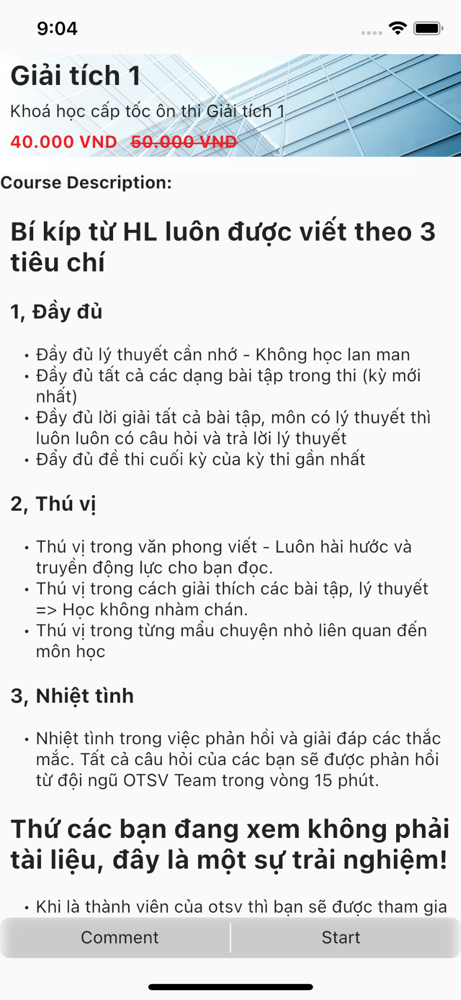 9:04
Giải tích 1
Khoá học cấp tốc ôn thi Giải tích 1
40.000 VND 50.000 VND
Course Description:
Bí kíp từ HL luôn được viết theo 3
tiêu chí
1, Đầy đủ
• Đầy đủ lý thuyết cần nhớ - Không học lan man
• Đầy đủ tất cả các dạng bài tập trong thi (kỳ mới
nhất)
• Đầy đủ lời giải tất cả bài tập, môn có lý thuyết thì
luôn luôn có câu hỏi và trả lời lý thuyết
• Đẩy đủ đề thi cuối kỳ của kỳ thi gần nhất
2, Thú vị
• Thú vị trong văn phong viết - Luôn hài hước và
truyền động lực cho bạn đọc.
• Thú vị trong cách giải thích các bài tập, lý thuyết
=> Học không nhàm chán.
• Thú vị trong từng mẩu chuyện nhỏ liên quan đến
môn học
3, Nhiệt tình
• Nhiệt tình trong việc phản hồi và giải đáp các thắc
mắc. Tất cả câu hỏi của các bạn sẽ được phản hồi
từ đội ngũ OTSV Team trong vòng 15 phút.
Thứ các bạn đang xem không phải
tài liệu, đây là một sự trải nghiệm!
• Khi là thành viên của otsv thì bạn sẽ được tham gia
Comment
Start